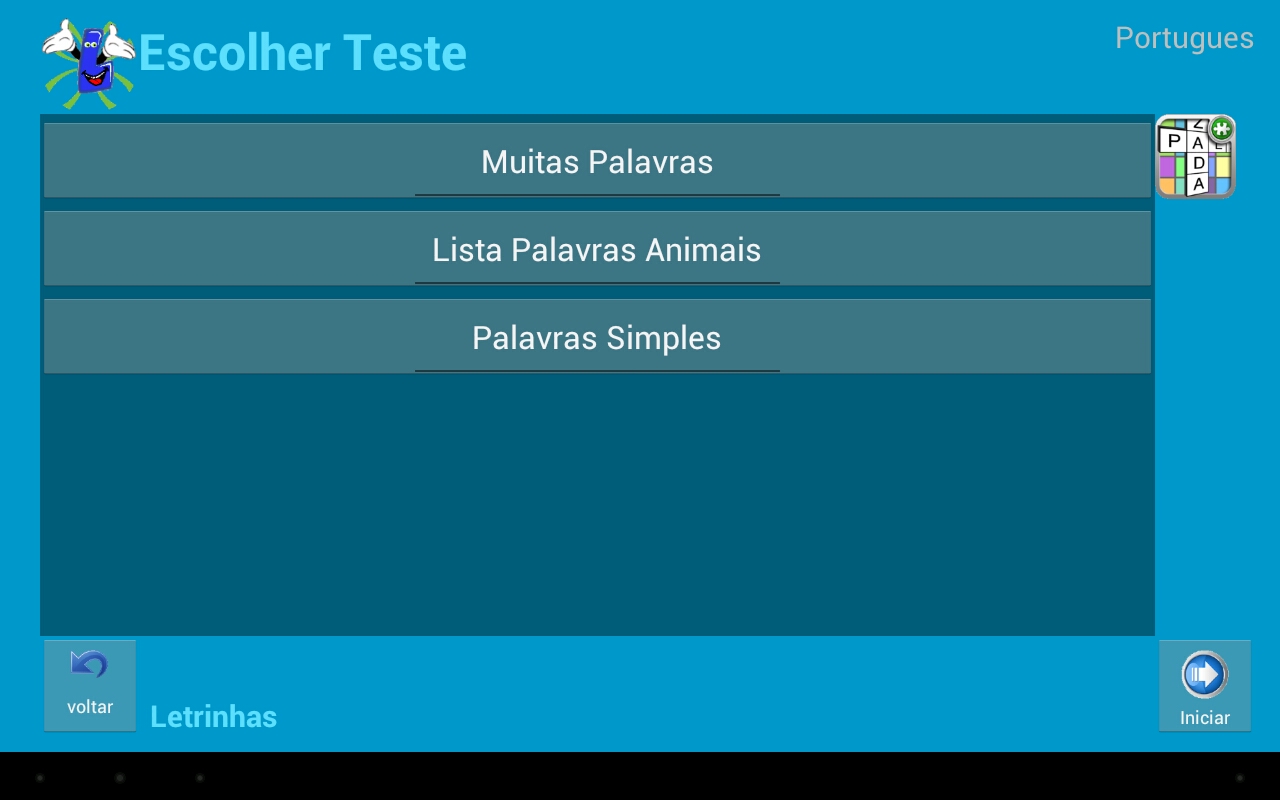 Escolher Teste
Portugues
Muitas Palavras
Lista Palavras Animais
Palavras Simples
voltar
Letrinhas
Iniciar